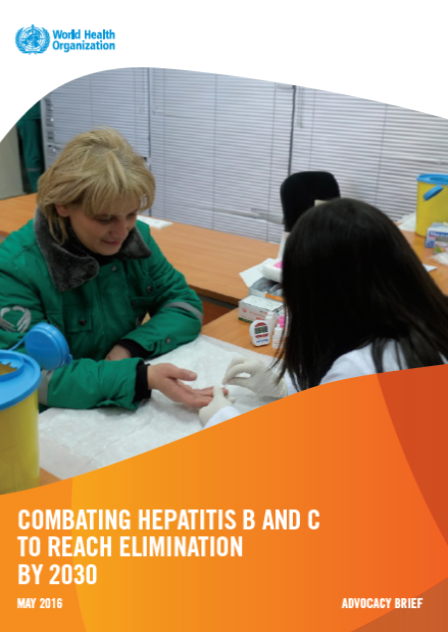 World Health
Organization
COMBATING HEPATITIS B AND C
TO REACH ELIMINATION
BY 2030
MAY 2016
ADVOCACY BRIEF